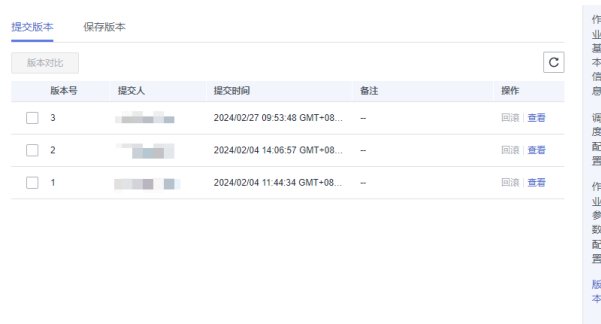 提交版本 保存版本
版本对比
版本号 提交人 提交时间 备注 操作
3 2024/02/27 09:53:48 GMT+08... -- 回滚 查看
2 2024/02/04 14:06:57 GMT+08... -- 回滚 查看
1 2024/02/04 11:44:34 GMT+08... -- 回滚 查看
作业基本信息
调度配置
作业参数配置
版本